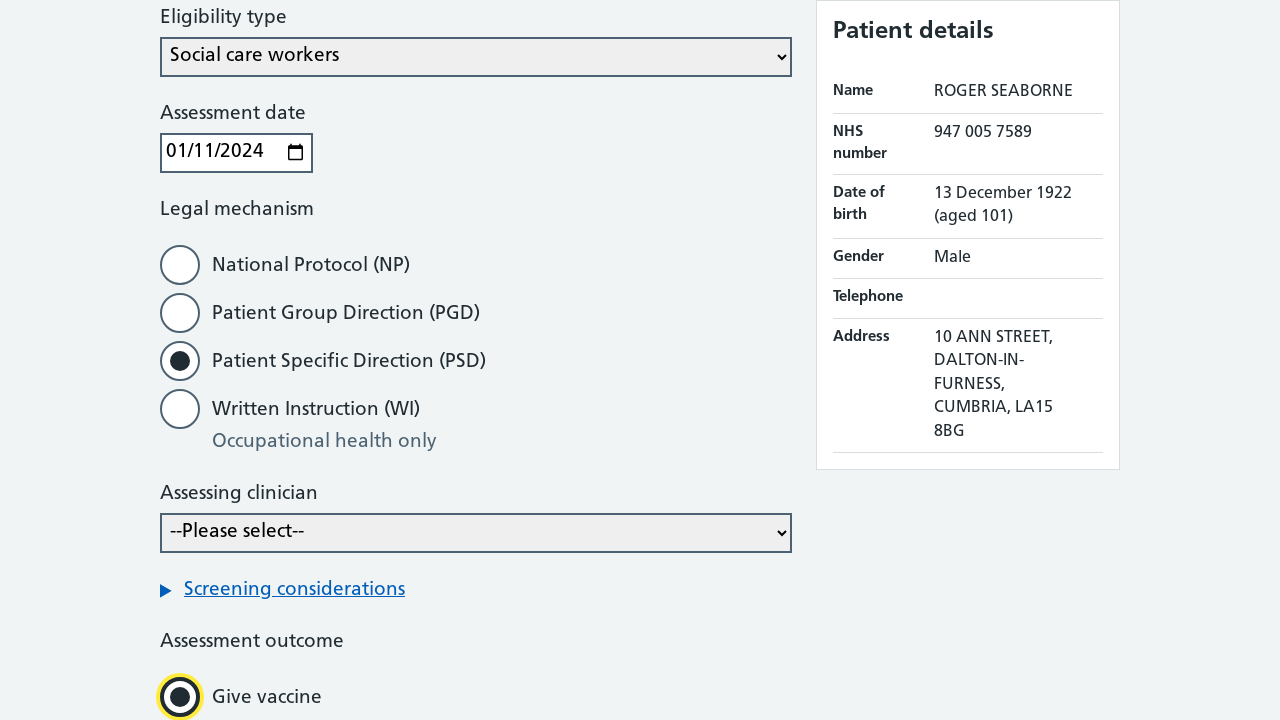 Eligibility type
Social care workers
Assessment date
01/11/2024
Legal mechanism
National Protocol (NP)
Patient Group Direction (PGD)
Patient Specific Direction (PSD)
Written Instruction (WI)
Occupational health only
Assessing clinician
--Please select--
Screening considerations
Assessment outcome
Give vaccine
Patient details
Name ROGER SEABORNE
NHS number 947 005 7589
Date of birth 13 December 1922
(aged 101)
Gender Male
Telephone
Address 10 ANN STREET,
DALTON-IN-
FURNESS,
CUMBRIA, LA15
8BG